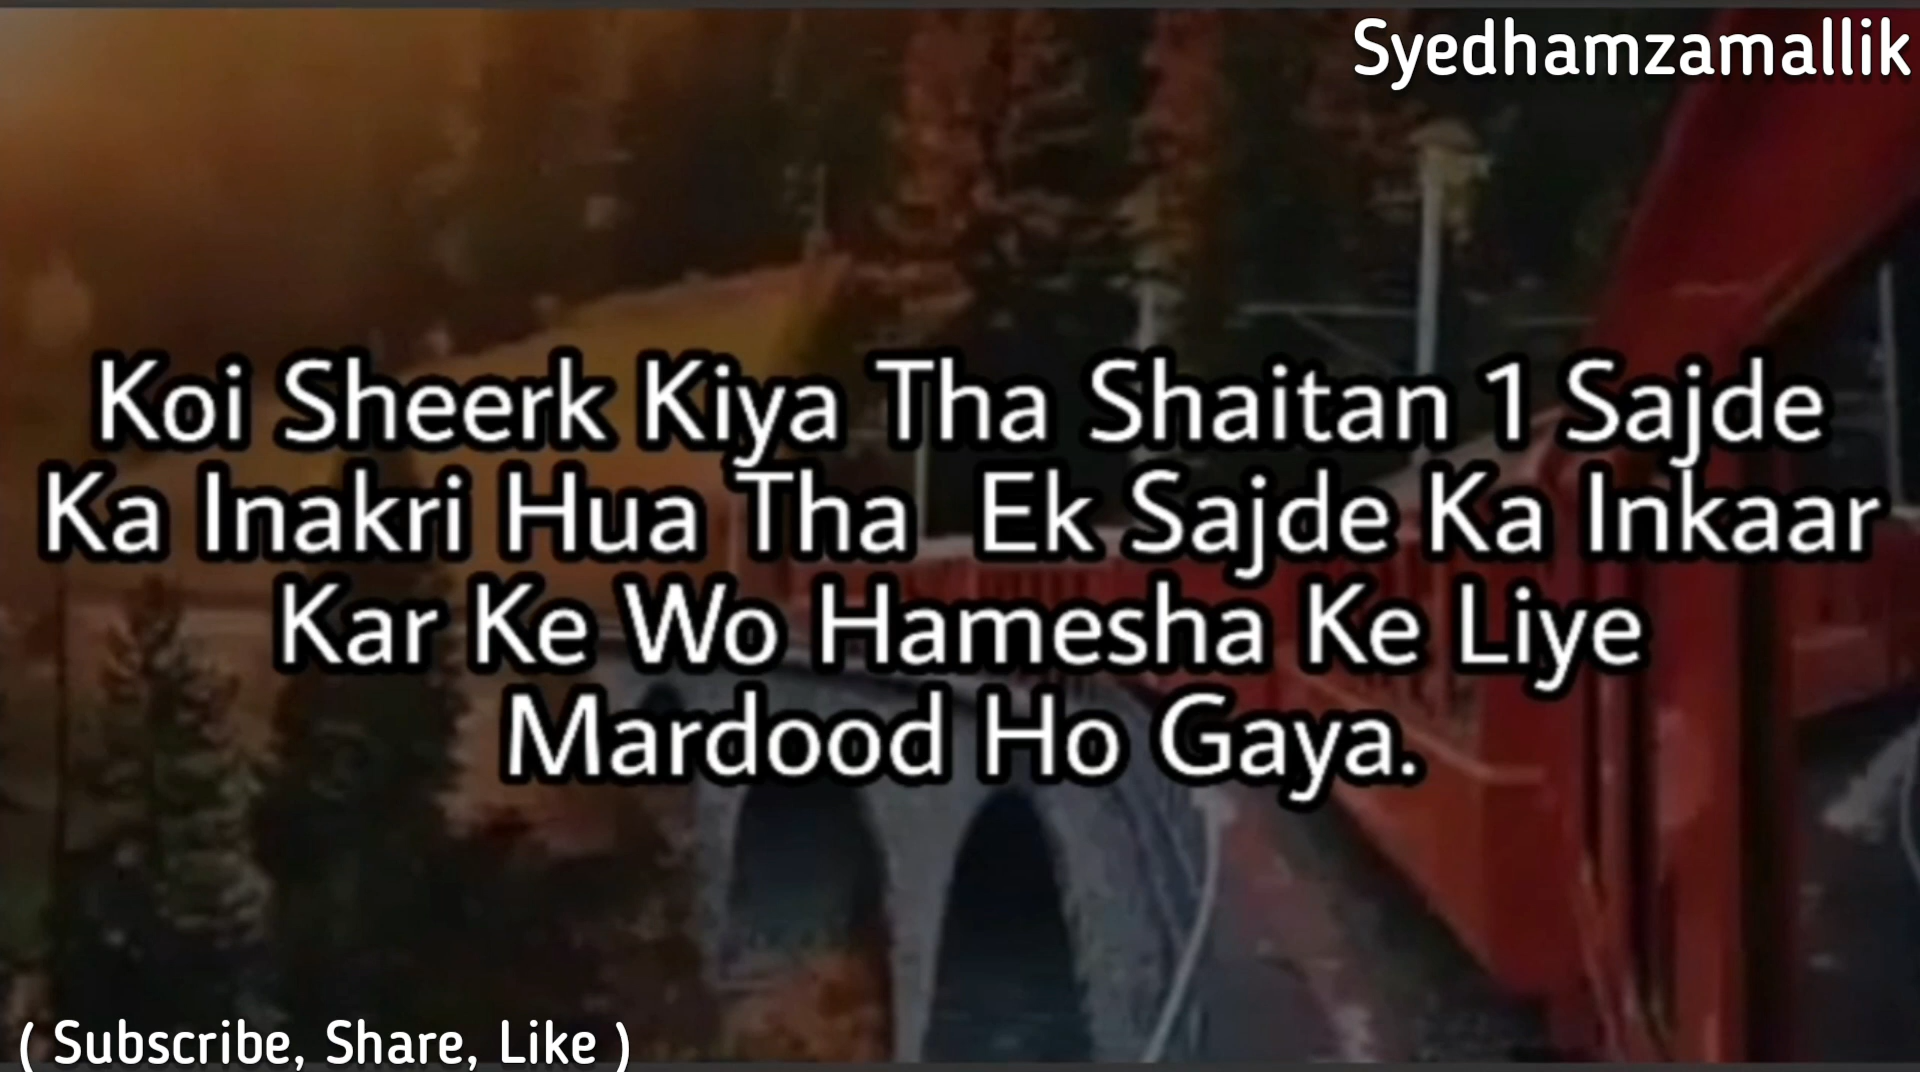 Syedhamzamallik
Koi Sheerk Kiya Tha Shaitan 1 Sajde
Ka Inakri Hua Tha Ek Sajde Ka Inkaar
Kar Ke Wo Hamesha Ke Liye
Mardood Ho Gaya.
( Subscribe, Share, Like )